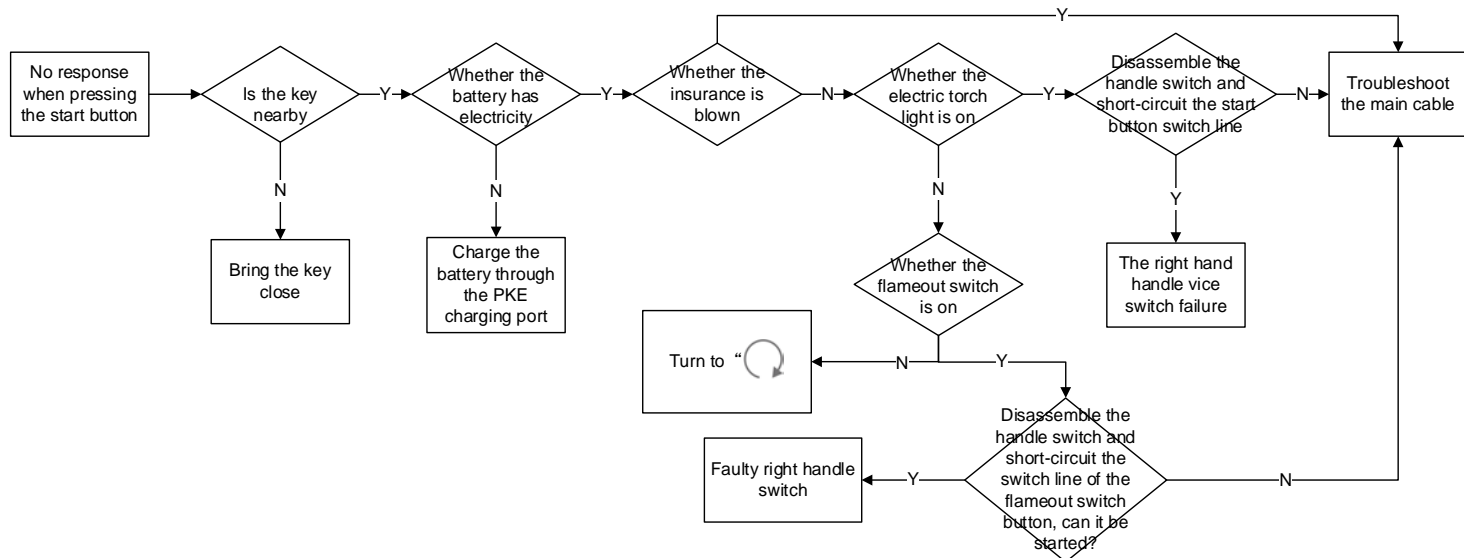 No response
when pressing
the start button
Is the key
nearby
Y
N
Bring the key
close
Whether the
battery has
electricity
Y
N
Charge the
battery through
the PKE
charging port
Whether the
insurance is
blown
Y
N
Whether the
electric torch
light is on
Y
N
Disassemble the
handle switch and
short-circuit the start
button switch line
N
Y
Troubleshoot
the main cable
The right hand
handle vice
switch failure
Whether the
flameout switch
is on
N
Y
Turn to “
Disassemble the
handle switch and
short-circuit the
switch line of the
flameout switch
button, can it be
started?
Y
N
Faulty right handle
switch